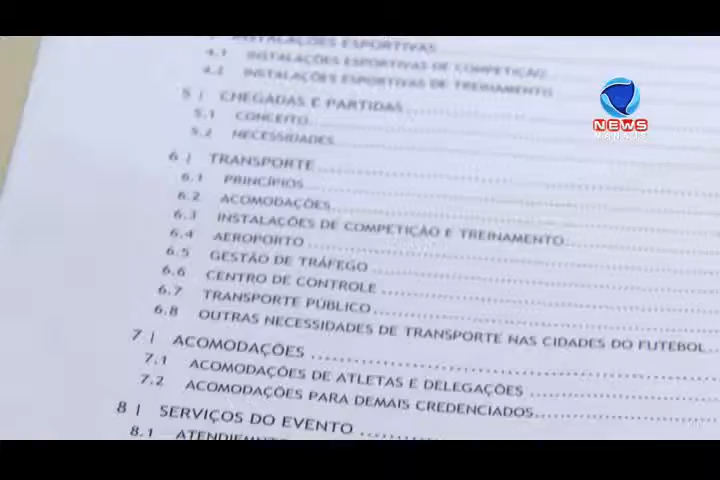 INSTALAÇÕES ESPORTIVAS
4.1 INSTALAÇÕES ESPORTIVAS DE COMPETIÇÃO
4.2 INSTALAÇÕES ESPORTIVAS DE TREINAMENTO
5 | CHEGADAS E PARTIDAS
5.1 CONCEITO
5.2 NECESSIDADES
6 | TRANSPORTE
6.1 PRINCÍPIOS
6.2 ACOMODAÇÕES
6.3 INSTALAÇÕES DE COMPETIÇÃO E TREINAMENTO
6.4 AEROPORTO
6.5 GESTÃO DE TRÁFEGO
6.6 CENTRO DE CONTROLE
6.7 TRANSPORTE PÚBLICO
6.8 OUTRAS NECESSIDADES DE TRANSPORTE NAS CIDADES DO FUTEBOL
7 | ACOMODAÇÕES
7.1 ACOMODAÇÕES DE ATLETAS E DELEGAÇÕES
7.2 ACOMODAÇÕES PARA DEMAIS CREDENCIADOS
8 | SERVIÇOS DO EVENTO
8.1
NEWS
MANAUS